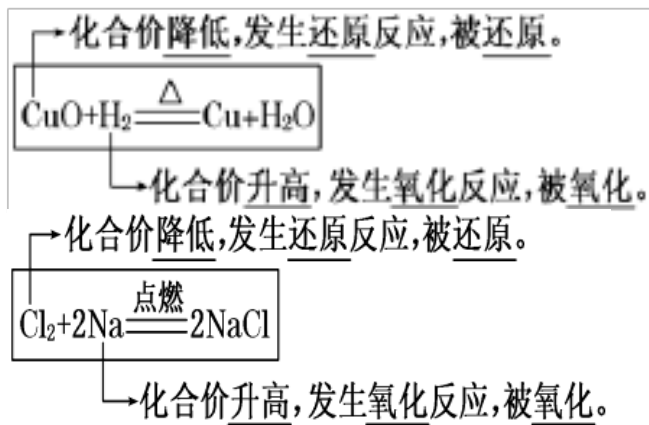 化合价降低,发生还原反应,被还原。
△
CuO+H₂══Cu+H₂O
化合价升高,发生氧化反应,被氧化。
化合价降低,发生还原反应,被还原。
点燃
Cl₂+2Na══2NaCl
化合价升高,发生氧化反应,被氧化。